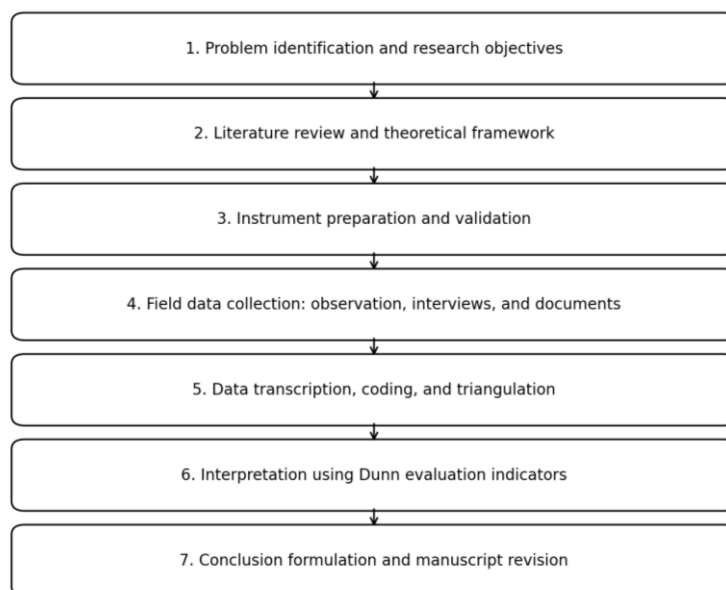 1. Problem identification and research objectives
2. Literature review and theoretical framework
3. Instrument preparation and validation
4. Field data collection: observation, interviews, and documents
5. Data transcription, coding, and triangulation
6. Interpretation using Dunn evaluation indicators
7. Conclusion formulation and manuscript revision